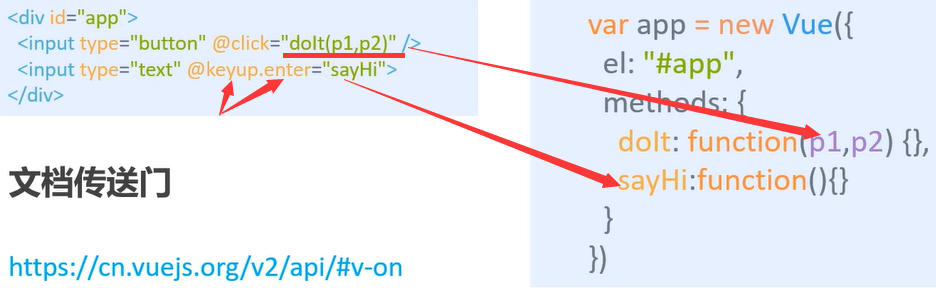 <div id="app">
<input type="button" @click="doIt(p1,p2)" />
<input type="text" @keyup.enter="sayHi">
</div>
文档传送门
https://cn.vuejs.org/v2/api/#v-on
var app = new Vue({
el: "#app",
methods: {
doIt: function(p1,p2) {},
sayHi:function(){}
}
})